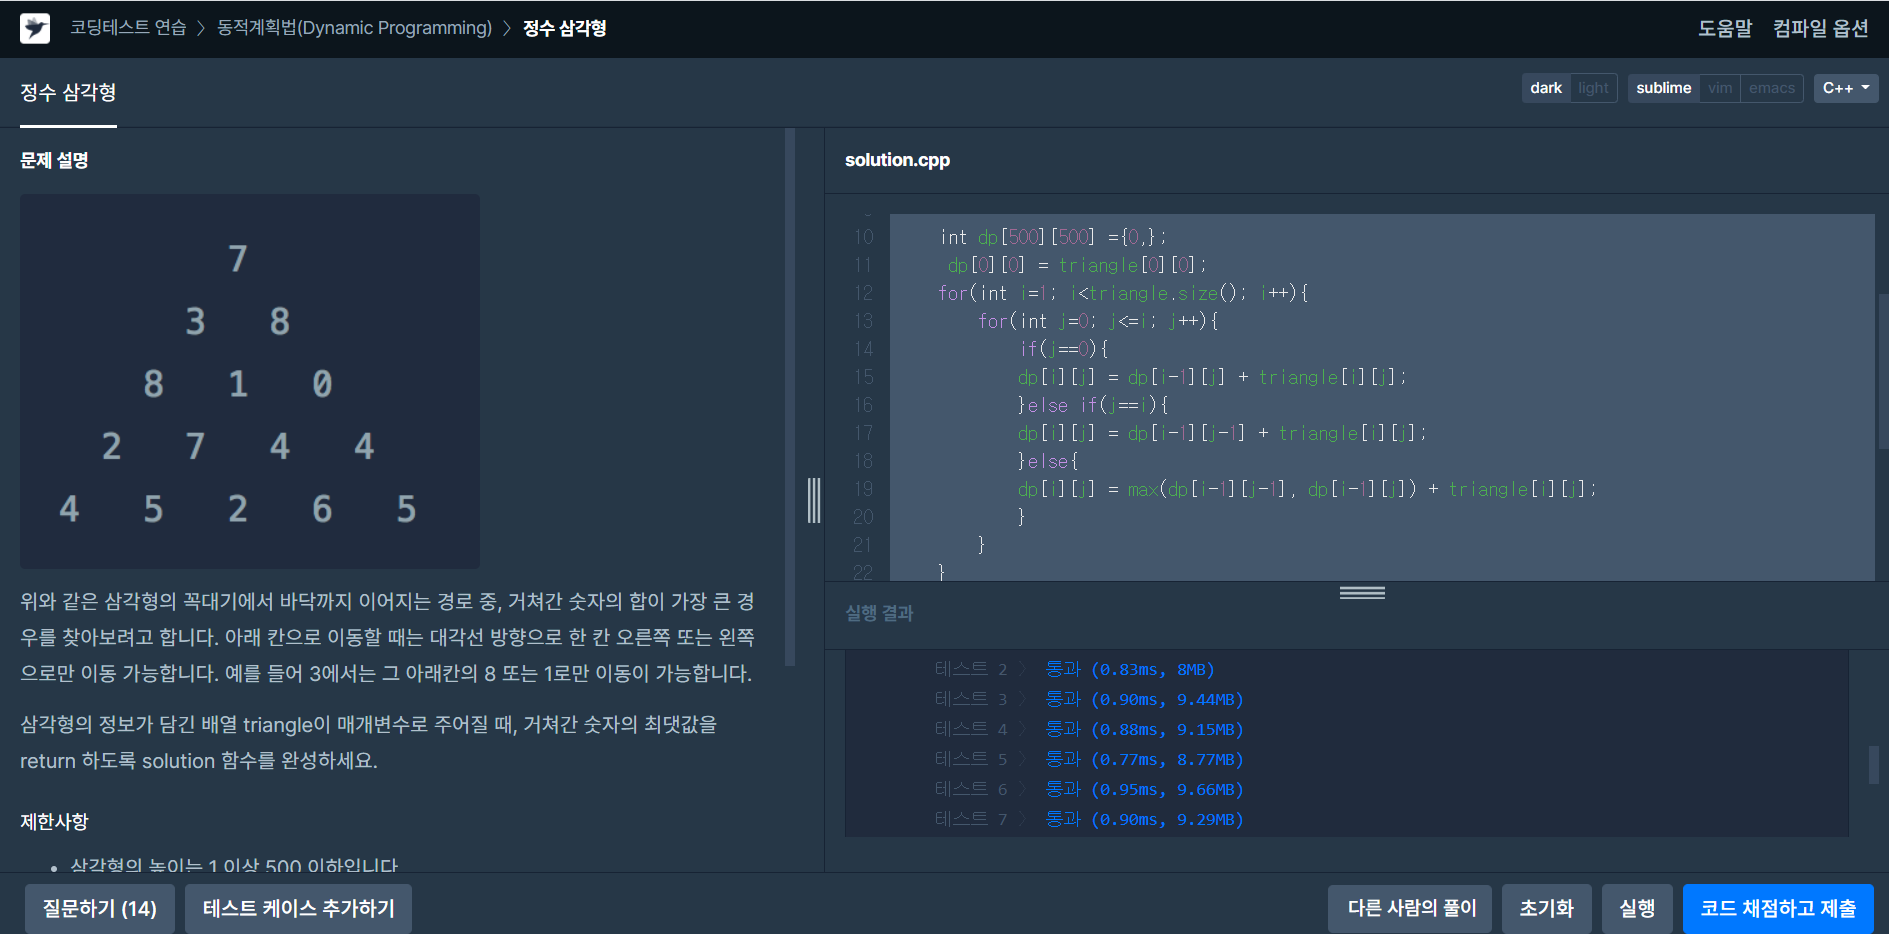 코딩테스트 연습 〉 동적계획법(Dynamic Programming) 〉 정수 삼각형
도움말 컴파일 옵션
정수 삼각형
dark light sublime vim emacs C++
문제 설명
7
3 8
8 1 0
2 7 4 4
4 5 2 6 5
위와 같은 삼각형의 꼭대기에서 바닥까지 이어지는 경로 중, 거쳐간 숫자의 합이 가장 큰 경
우를 찾아보려고 합니다. 아래 칸으로 이동할 때는 대각선 방향으로 한 칸 오른쪽 또는 왼쪽
으로만 이동 가능합니다. 예를 들어 3에서는 그 아래칸의 8 또는 1로만 이동이 가능합니다.
삼각형의 정보가 담긴 배열 triangle이 매개변수로 주어질 때, 거쳐간 숫자의 최댓값을
return 하도록 solution 함수를 완성하세요.
제한사항
• 삼각형의 높이는 1 이상 500 이하입니다
solution.cpp
10 int dp[500][500] ={0,};
11 dp[0][0] = triangle[0][0];
12 for(int i=1; i<triangle.size(); i++){
13 for(int j=0; j<=i; j++){
14 if(j==0){
15 dp[i][j] = dp[i-1][j] + triangle[i][j];
16 }else if(j==i){
17 dp[i][j] = dp[i-1][j-1] + triangle[i][j];
18 }else{
19 dp[i][j] = max(dp[i-1][j-1], dp[i-1][j]) + triangle[i][j];
20 }
21 }
22 }
실행 결과
테스트 2 〉 통과 (0.83ms, 8MB)
테스트 3 〉 통과 (0.90ms, 9.44MB)
테스트 4 〉 통과 (0.88ms, 9.15MB)
테스트 5 〉 통과 (0.77ms, 8.77MB)
테스트 6 〉 통과 (0.95ms, 9.66MB)
테스트 7 〉 통과 (0.90ms, 9.29MB)
질문하기 (14) 테스트 케이스 추가하기 다른 사람의 풀이 초기화 실행 코드 채점하고 제출